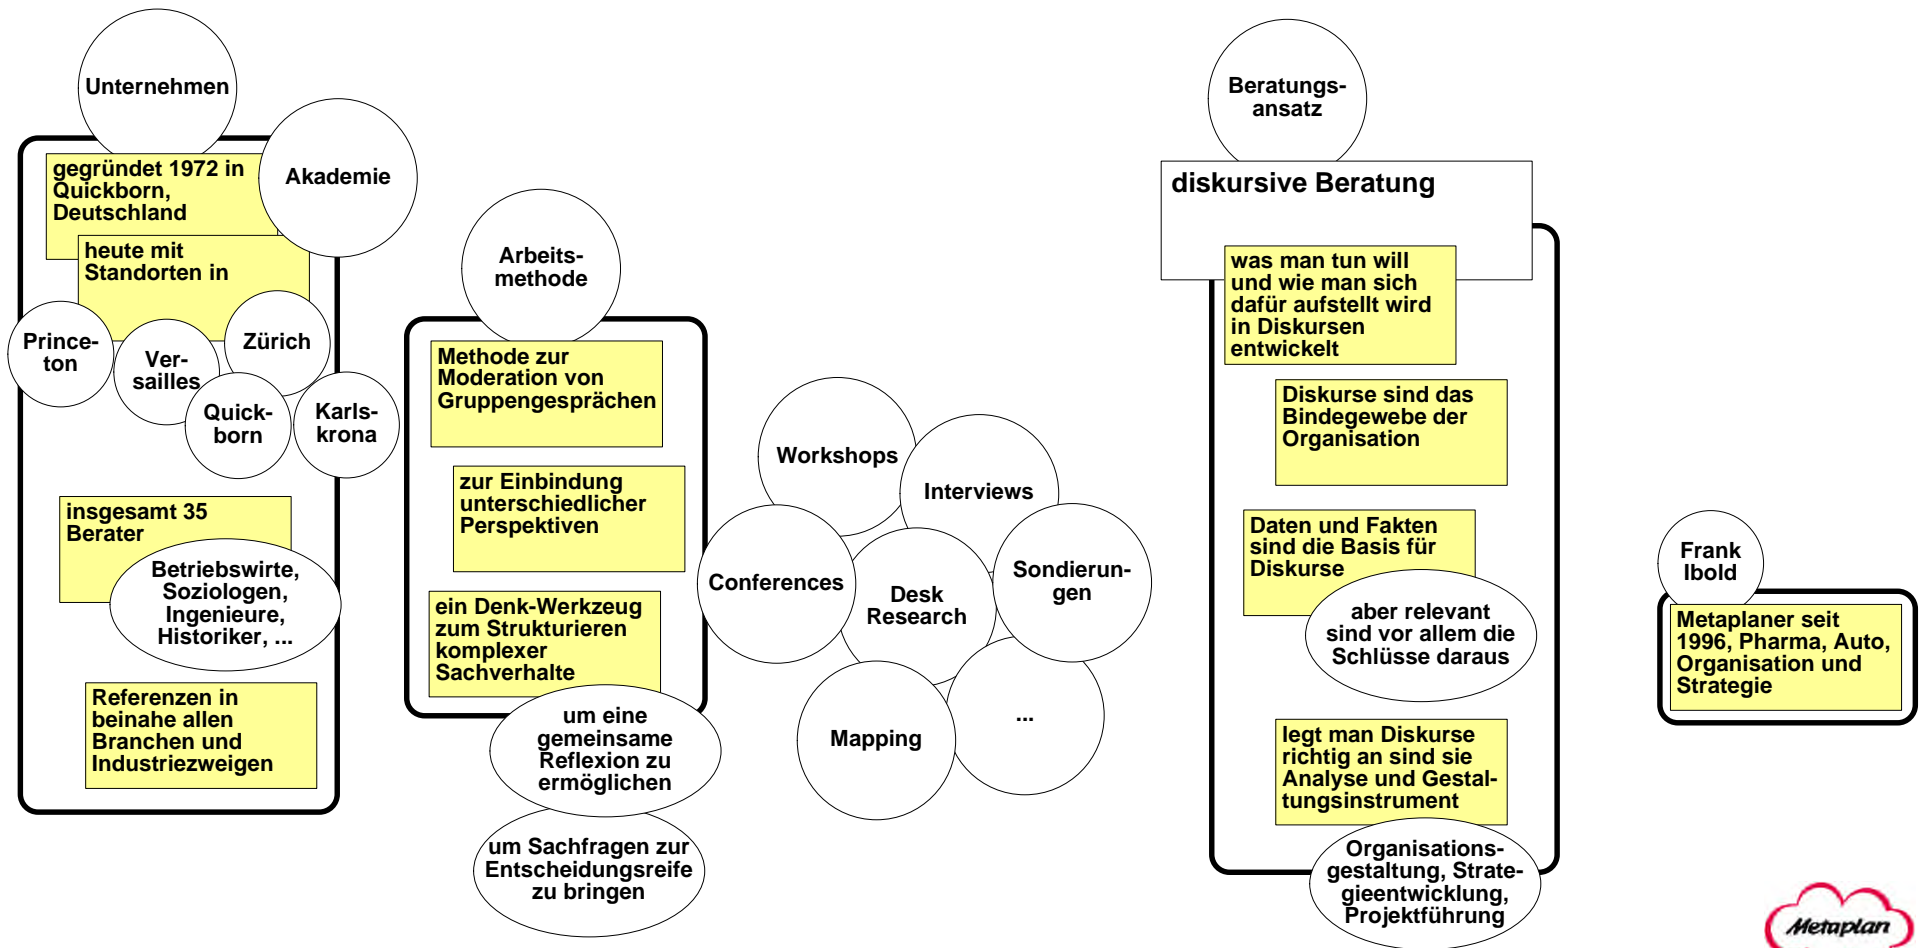 Unternehmen
Akademie
gegründet 1972 in
Quickborn,
Deutschland
heute mit
Standorten in
Prince-
ton
Ver-
sailles
Zürich
Quick-
born
Karls-
krona
insgesamt 35
Berater
Betriebswirte,
Soziologen,
Ingenieure,
Historiker, ...
Referenzen in
beinahe allen
Branchen und
Industriezweigen
Arbeits-
methode
Methode zur
Moderation von
Gruppengesprächen
zur Einbindung
unterschiedlicher
Perspektiven
ein Denk-Werkzeug
zum Strukturieren
komplexer
Sachverhalte
um eine
gemeinsame
Reflexion zu
ermöglichen
um Sachfragen zur
Entscheidungsreife
zu bringen
Workshops
Interviews
Conferences
Desk
Research
Sondierun-
gen
Mapping
...
Beratungs-
ansatz
diskursive Beratung
was man tun will
und wie man sich
dafür aufstellt wird
in Diskursen
entwickelt
Diskurse sind das
Bindegewebe der
Organisation
Daten und Fakten
sind die Basis für
Diskurse
aber relevant
sind vor allem die
Schlüsse daraus
legt man Diskurse
richtig an sind sie
Analyse und Gestal-
tungsinstrument
Organisations-
gestaltung, Strate-
gieentwicklung,
Projektführung
Frank
Ibold
Metaplaner seit
1996, Pharma, Auto,
Organisation und
Strategie
Metaplan